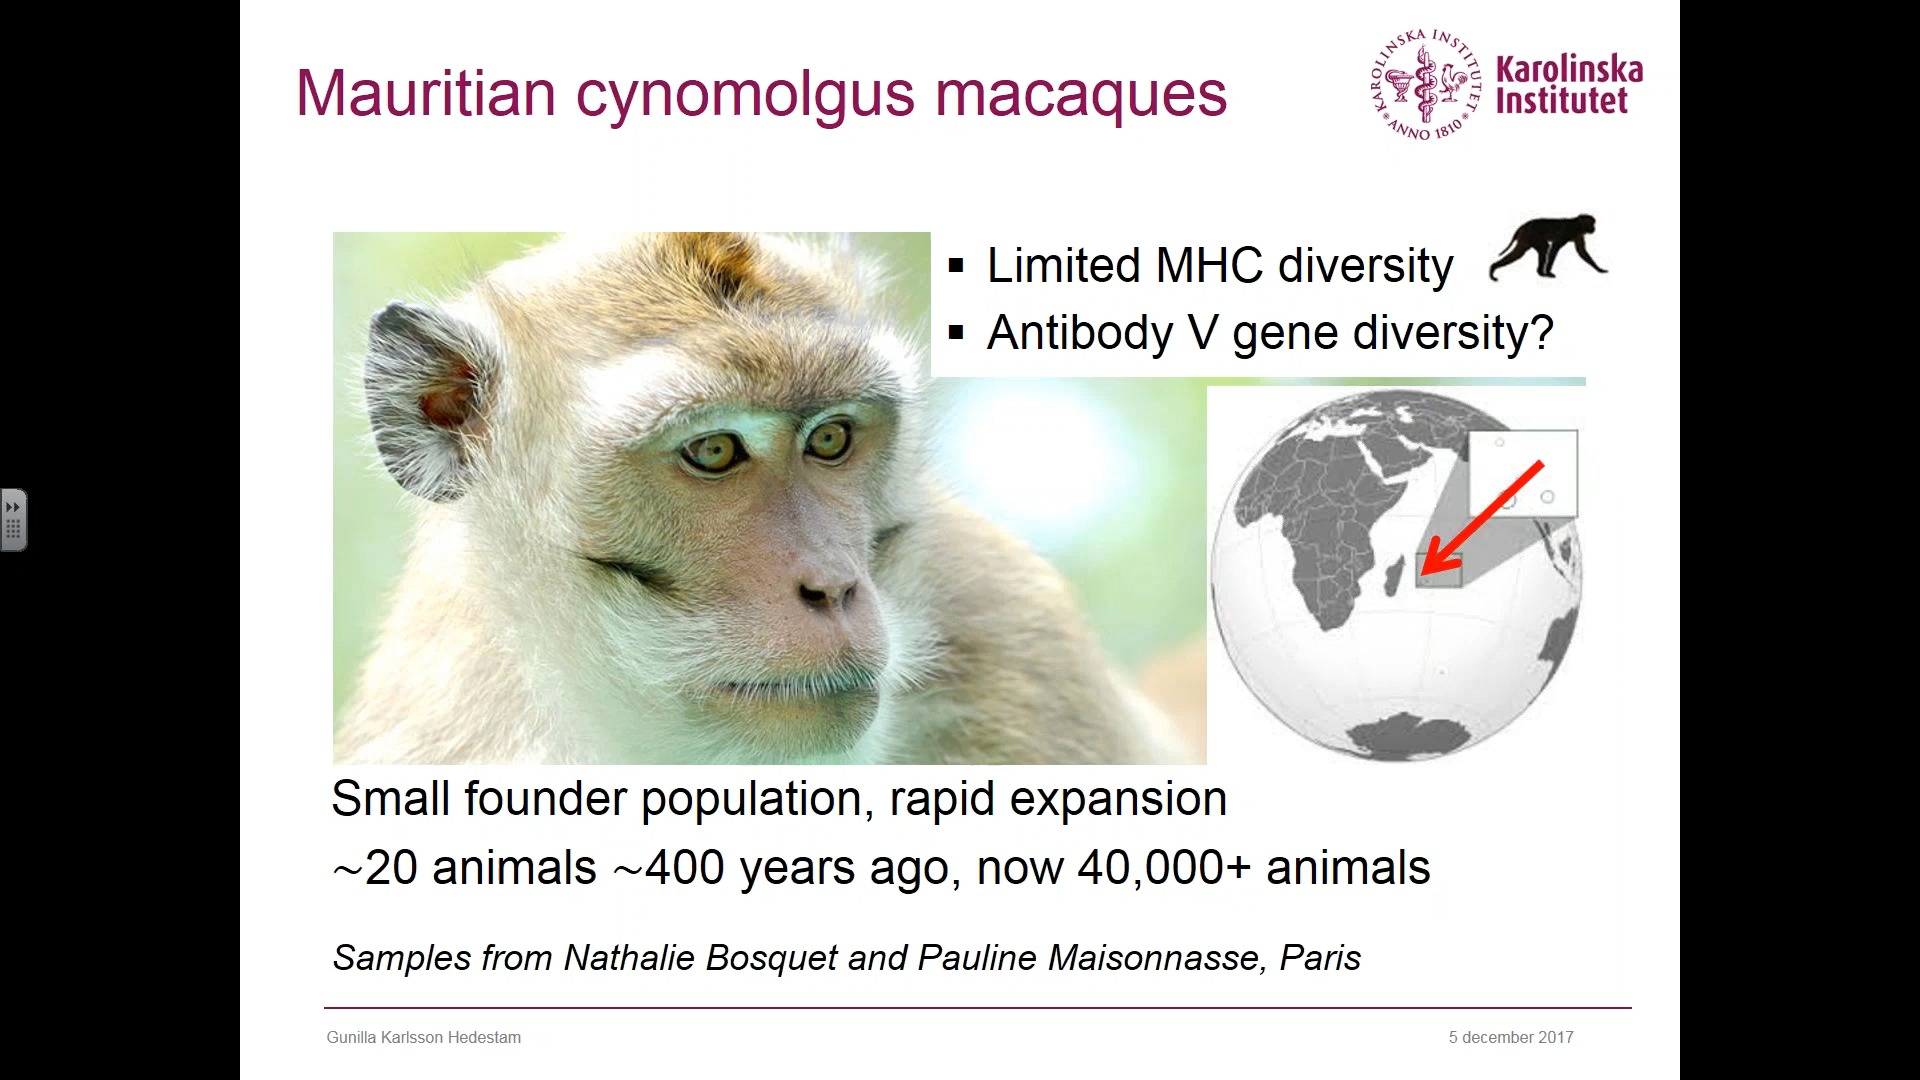 Mauritian cynomolgus macaques
KAROLINSKA INSTITUTET
ANNO 1810
Karolinska
Institutet
▪ Limited MHC diversity
▪ Antibody V gene diversity?
Small founder population, rapid expansion
~20 animals ~400 years ago, now 40,000+ animals
Samples from Nathalie Bosquet and Pauline Maisonnasse, Paris
Gunilla Karlsson Hedestam
5 december 2017